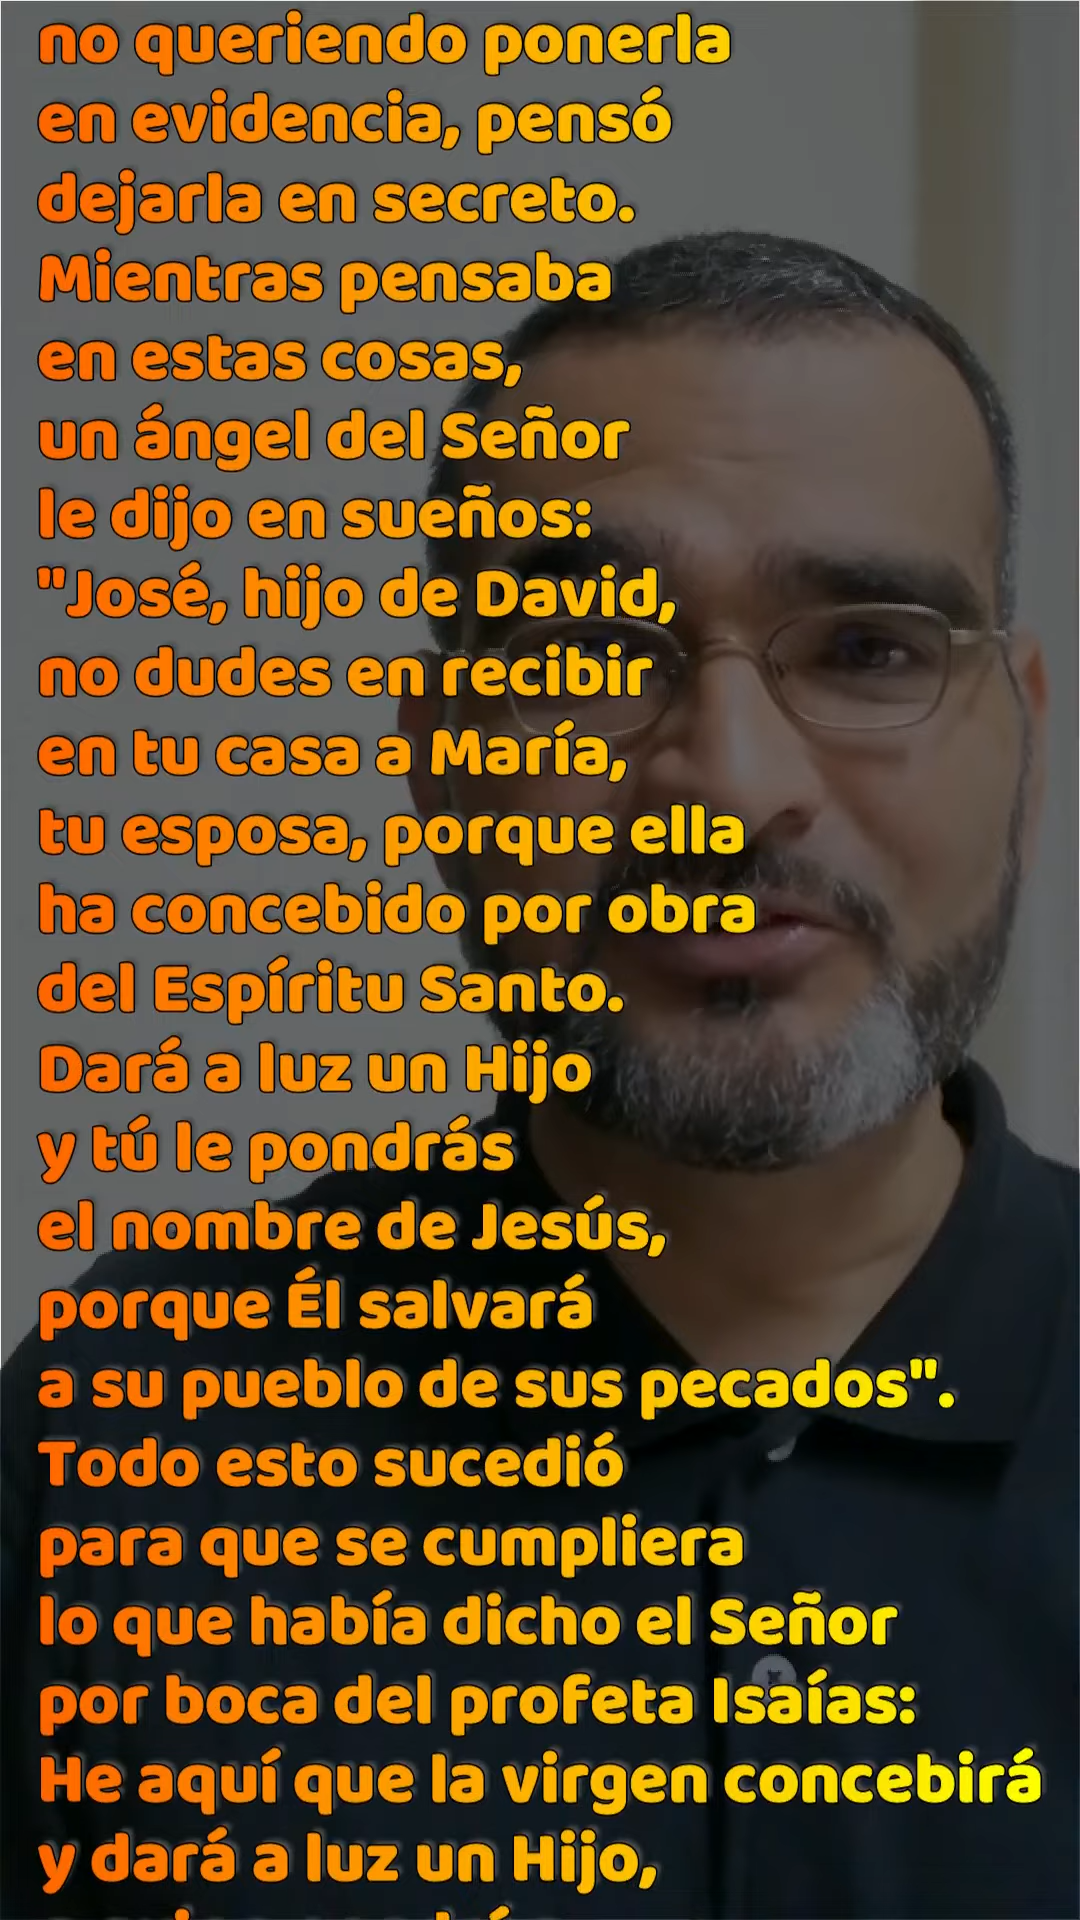 no queriendo ponerla
en evidencia, pensó
dejarla en secreto.
Mientras pensaba
en estas cosas,
un ángel del Señor
le dijo en sueños:
"José, hijo de David,
no dudes en recibir
en tu casa a María,
tu esposa, porque ella
ha concebido por obra
del Espíritu Santo.
Dará a luz un Hijo
y tú le pondrás
el nombre de Jesús,
porque Él salvará
a su pueblo de sus pecados".
Todo esto sucedió
para que se cumpliera
lo que había dicho el Señor
por boca del profeta Isaías:
He aquí que la virgen concebirá
y dará a luz un Hijo,